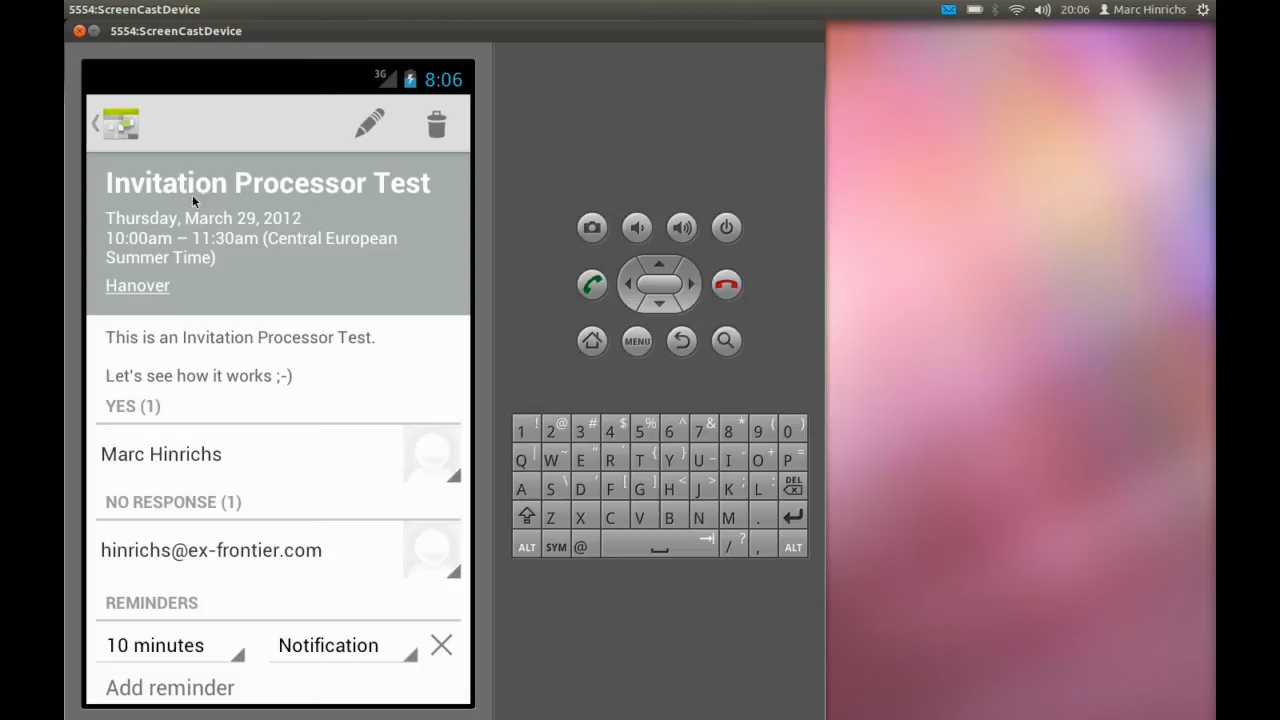 5554:ScreenCastDevice
20:06 Marc Hinrichs
5554:ScreenCastDevice
3G 8:06
Invitation Processor Test
Thursday, March 29, 2012
10:00am – 11:30am (Central European
Summer Time)
Hanover
This is an Invitation Processor Test.
Let's see how it works ;-)
YES (1)
Marc Hinrichs
NO RESPONSE (1)
hinrichs@ex-frontier.com
REMINDERS
10 minutes Notification
Add reminder
MENU
1 ! 2 @ 3 # 4 $ 5 % 6 ^ 7 & 8 * 9 ( 0 )
Q | W ~ E " R ` T { Y } U _ I - O + P =
A S \ D ' F [ G ] H < J > K ; L : DEL
Z X C V B N M .
ALT SYM @ / ? , ALT